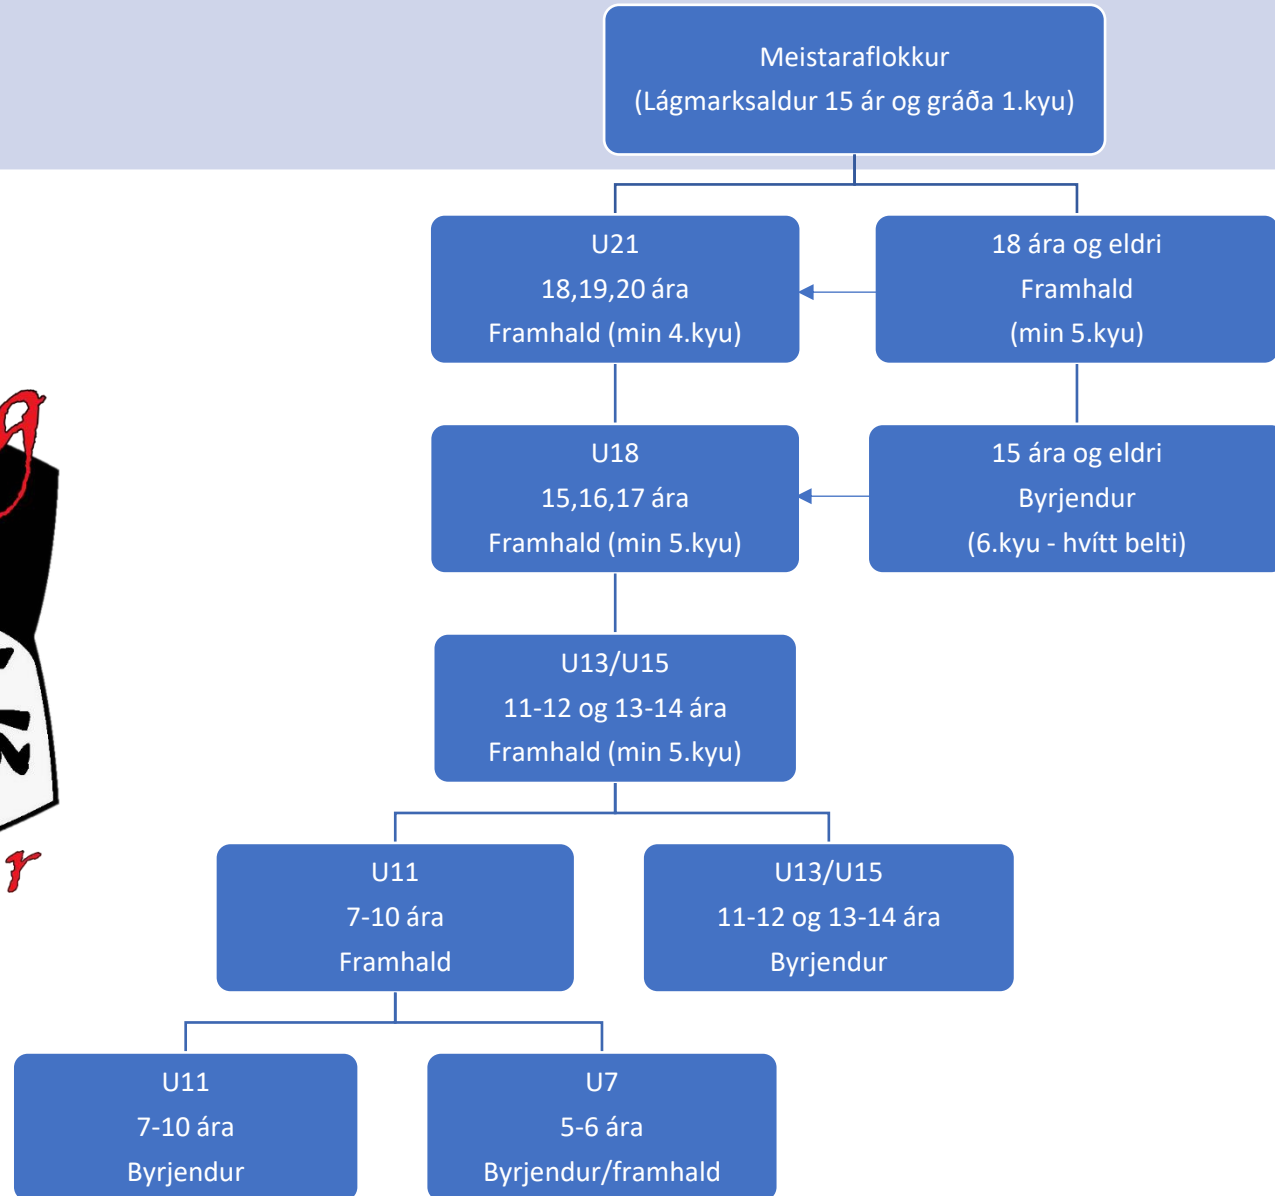 Meistaraflokkur
(Lágmarksaldur 15 ár og gráða 1.kyu)
U21
18,19,20 ára
Framhald (min 4.kyu)
18 ára og eldri
Framhald
(min 5.kyu)
U18
15,16,17 ára
Framhald (min 5.kyu)
15 ára og eldri
Byrjendur
(6.kyu - hvítt belti)
U13/U15
11-12 og 13-14 ára
Framhald (min 5.kyu)
U11
7-10 ára
Framhald
U13/U15
11-12 og 13-14 ára
Byrjendur
U11
7-10 ára
Byrjendur
U7
5-6 ára
Byrjendur/framhald